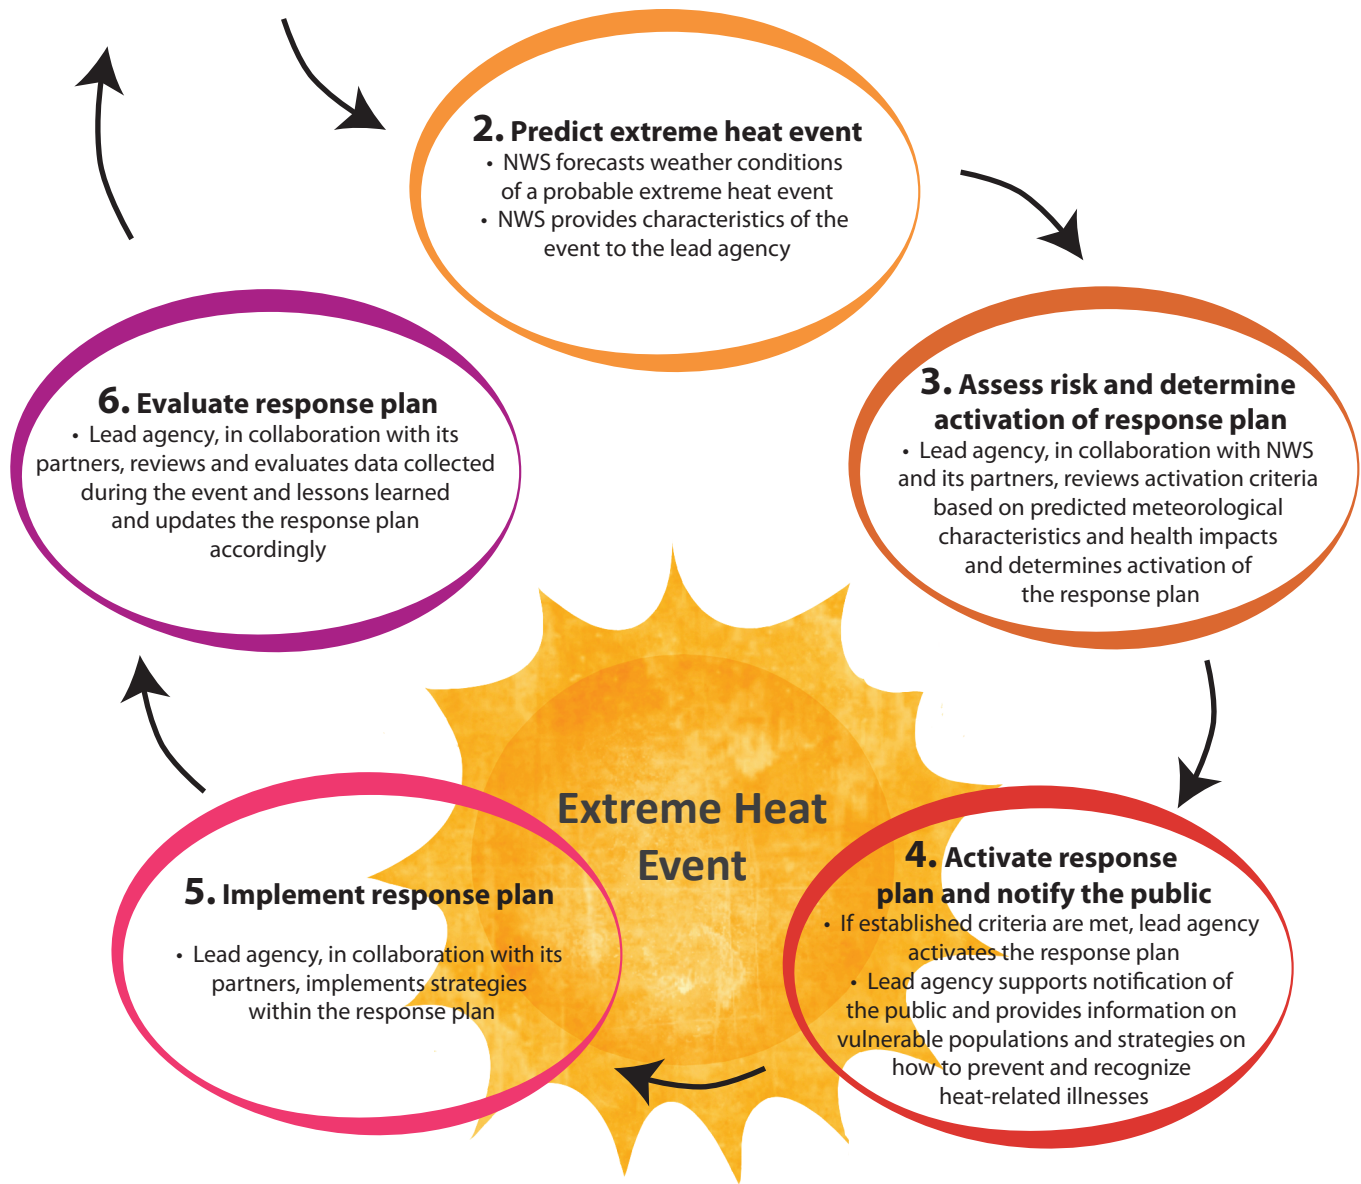 2. Predict extreme heat event
• NWS forecasts weather conditions
of a probable extreme heat event
• NWS provides characteristics of the
event to the lead agency
3. Assess risk and determine
activation of response plan
• Lead agency, in collaboration with NWS
and its partners, reviews activation criteria
based on predicted meteorological
characteristics and health impacts
and determines activation of
the response plan
4. Activate response
plan and notify the public
• If established criteria are met, lead agency
activates the response plan
• Lead agency supports notification of
the public and provides information on
vulnerable populations and strategies on
how to prevent and recognize
heat-related illnesses
5. Implement response plan
• Lead agency, in collaboration with its
partners, implements strategies
within the response plan
6. Evaluate response plan
• Lead agency, in collaboration with its
partners, reviews and evaluates data collected
during the event and lessons learned
and updates the response plan
accordingly
Extreme Heat
Event